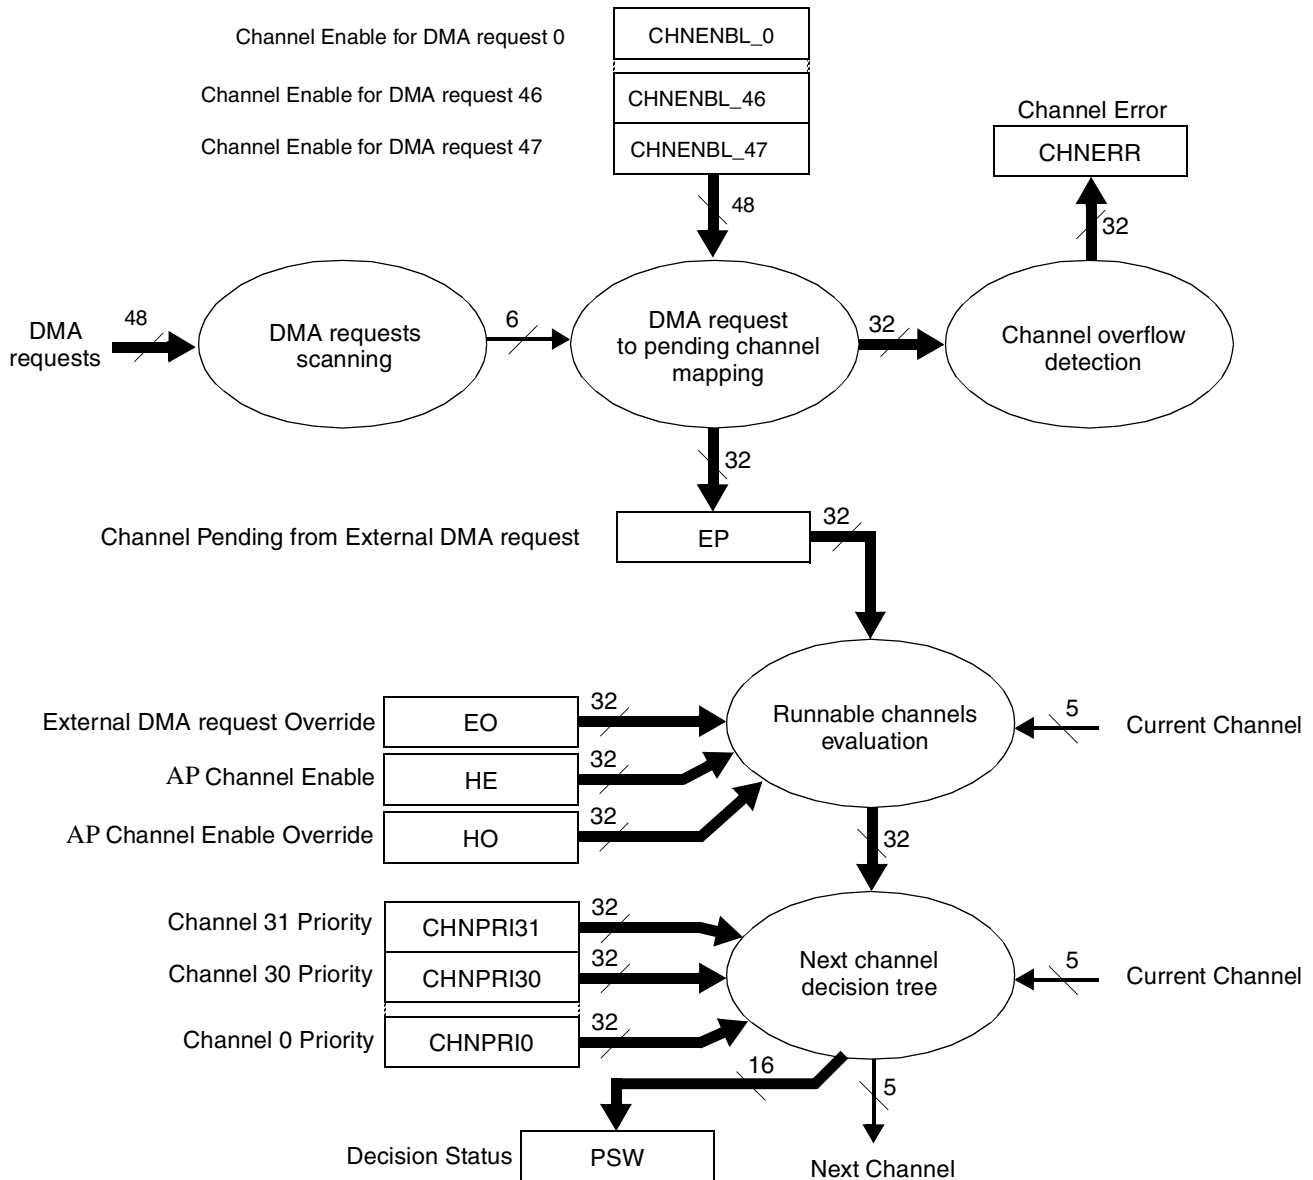 Channel Enable for DMA request 0
CHNENBL_0
Channel Enable for DMA request 46
CHNENBL_46
Channel Enable for DMA request 47
CHNENBL_47
48
Channel Error
CHNERR
32
DMA
requests
48
DMA requests
scanning
6
DMA request
to pending channel
mapping
32
Channel overflow
detection
32
Channel Pending from External DMA request
EP
32
External DMA request Override
EO
32
AP Channel Enable
HE
32
AP Channel Enable Override
HO
32
Runnable channels
evaluation
5
Current Channel
32
Channel 31 Priority
CHNPRI31
32
Channel 30 Priority
CHNPRI30
32
Channel 0 Priority
CHNPRI0
32
Next channel
decision tree
5
Current Channel
16
5
Decision Status
PSW
Next Channel